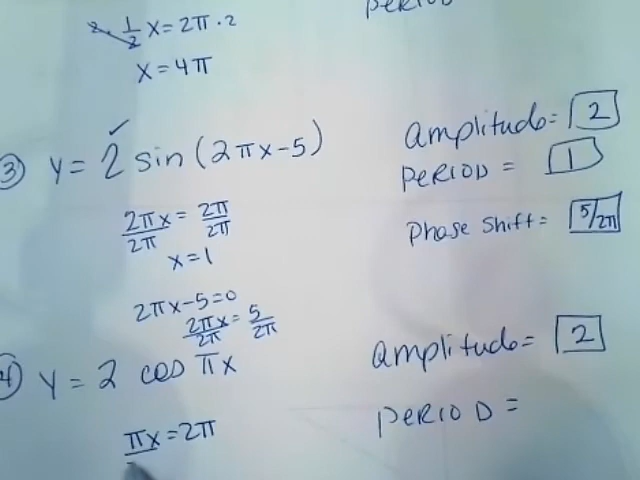 2 · 1/2 x = 2π · 2
x = 4π
PERIOD
③ y = 2 sin (2πx - 5)
2πx/2π = 2π/2π
x = 1
2πx - 5 = 0
2πx/2π = 5/2π
amplitude = 2
PERIOD = 1
Phase Shift = 5/2π
④ y = 2 cos πx
πx = 2π
amplitude = 2
PERIOD =